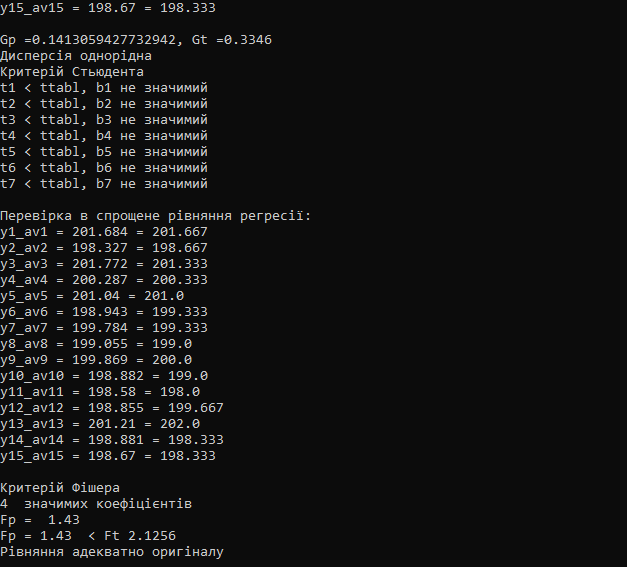 y15_av15 = 198.67 = 198.333
Gp =0.1413059427732942, Gt =0.3346
Дисперсія однорідна
Критерій Стьюдента
t1 < ttabl, b1 не значимий
t2 < ttabl, b2 не значимий
t3 < ttabl, b3 не значимий
t4 < ttabl, b4 не значимий
t5 < ttabl, b5 не значимий
t6 < ttabl, b6 не значимий
t7 < ttabl, b7 не значимий
Перевірка в спрощене рівняння регресії:
y1_av1 = 201.684 = 201.667
y2_av2 = 198.327 = 198.667
y3_av3 = 201.772 = 201.333
y4_av4 = 200.287 = 200.333
y5_av5 = 201.04 = 201.0
y6_av6 = 198.943 = 199.333
y7_av7 = 199.784 = 199.333
y8_av8 = 199.055 = 199.0
y9_av9 = 199.869 = 200.0
y10_av10 = 198.882 = 199.0
y11_av11 = 198.58 = 198.0
y12_av12 = 198.855 = 199.667
y13_av13 = 201.21 = 202.0
y14_av14 = 198.881 = 198.333
y15_av15 = 198.67 = 198.333
Критерій Фішера
4  значимих коефіцієнтів
Fp =  1.43
Fp = 1.43  < Ft 2.1256
Рівняння адекватно оригіналу